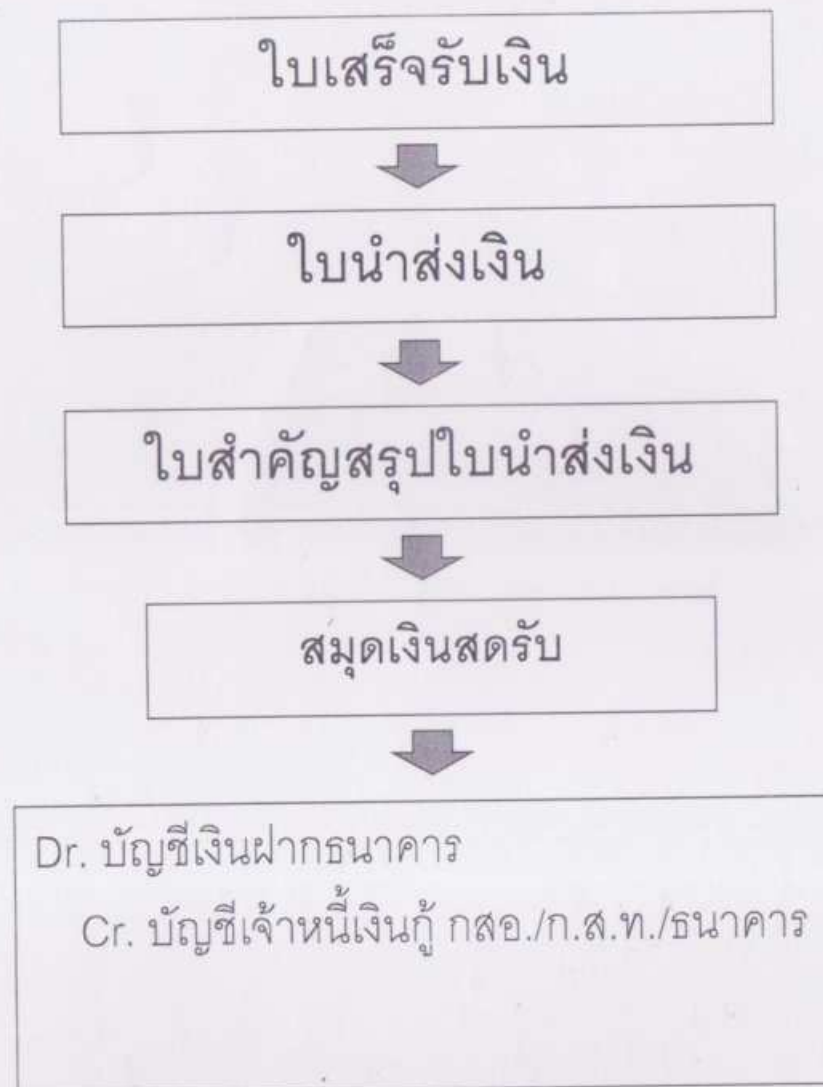 ใบเสร็จรับเงิน
ใบนำส่งเงิน
ใบสำคัญสรุปใบนำส่งเงิน
สมุดเงินสดรับ
Dr. บัญชีเงินฝากธนาคาร
Cr. บัญชีเจ้าหนี้เงินกู้ กสอ./ก.ส.ท./ธนาคาร